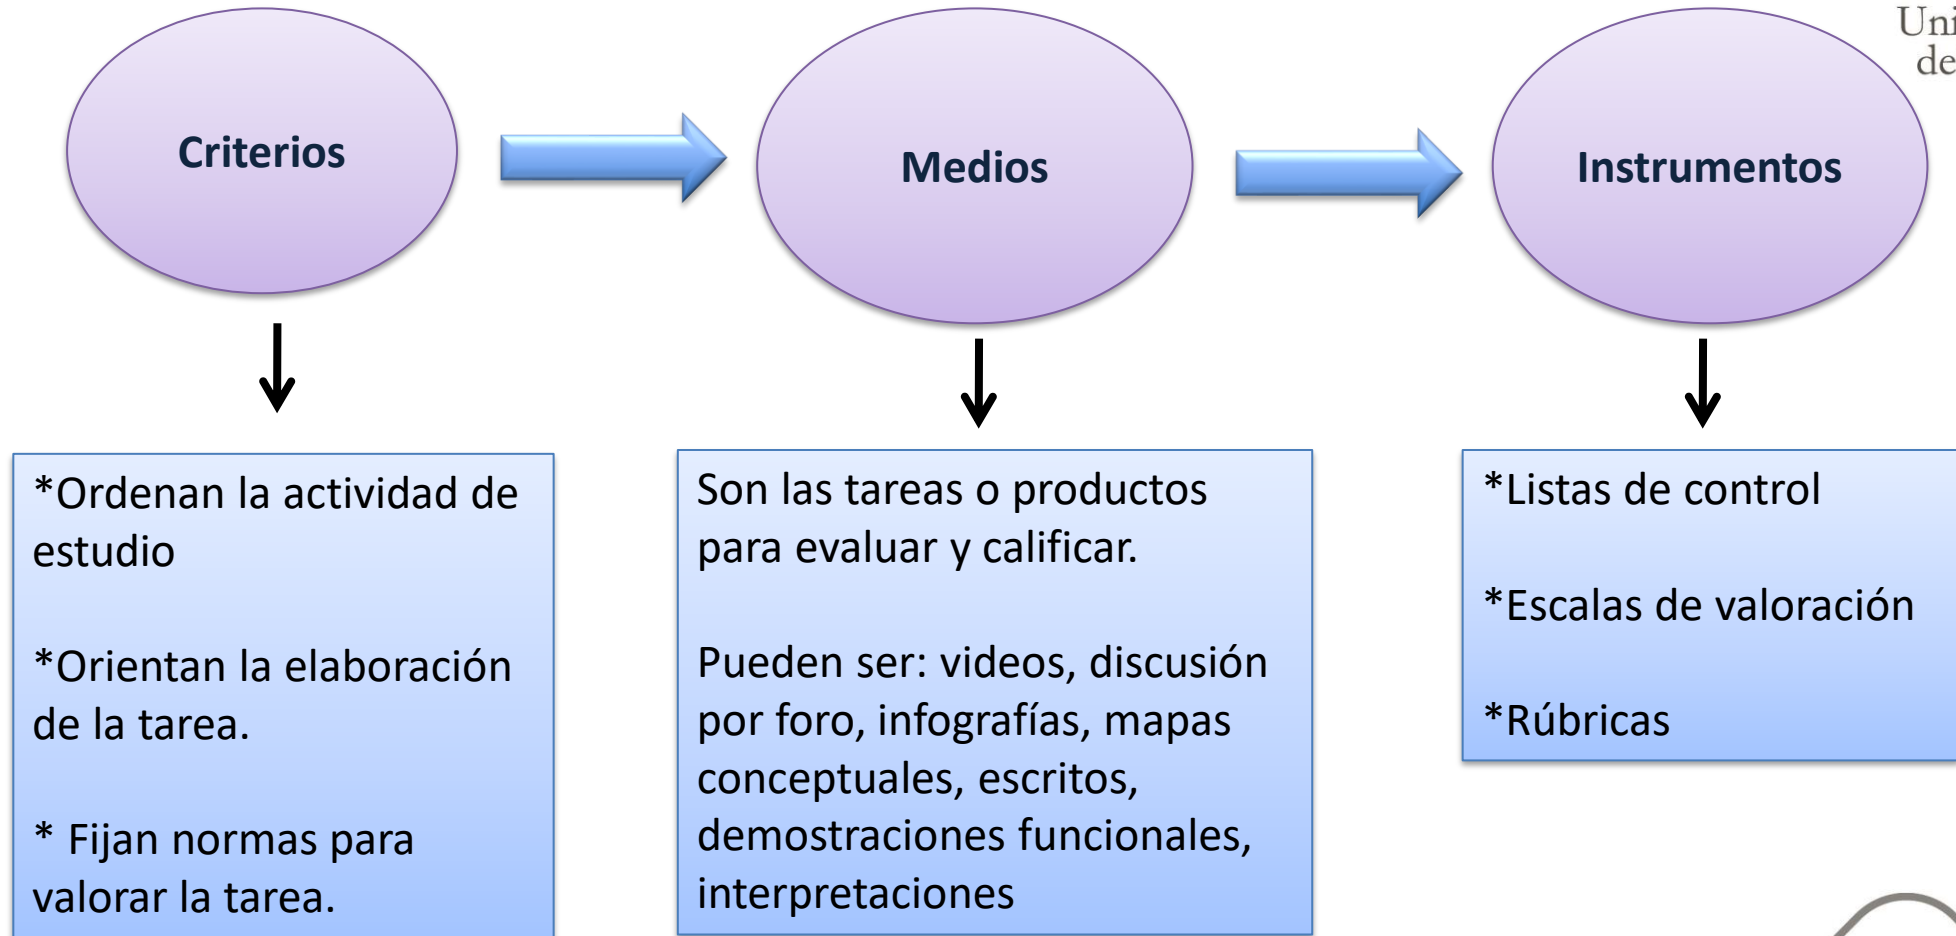 Uni
de
Criterios
Medios
Instrumentos
*Ordenan la actividad de
estudio
*Orientan la elaboración
de la tarea.
* Fijan normas para
valorar la tarea.
Son las tareas o productos
para evaluar y calificar.
Pueden ser: videos, discusión
por foro, infografías, mapas
conceptuales, escritos,
demostraciones funcionales,
interpretaciones
*Listas de control
*Escalas de valoración
*Rúbricas